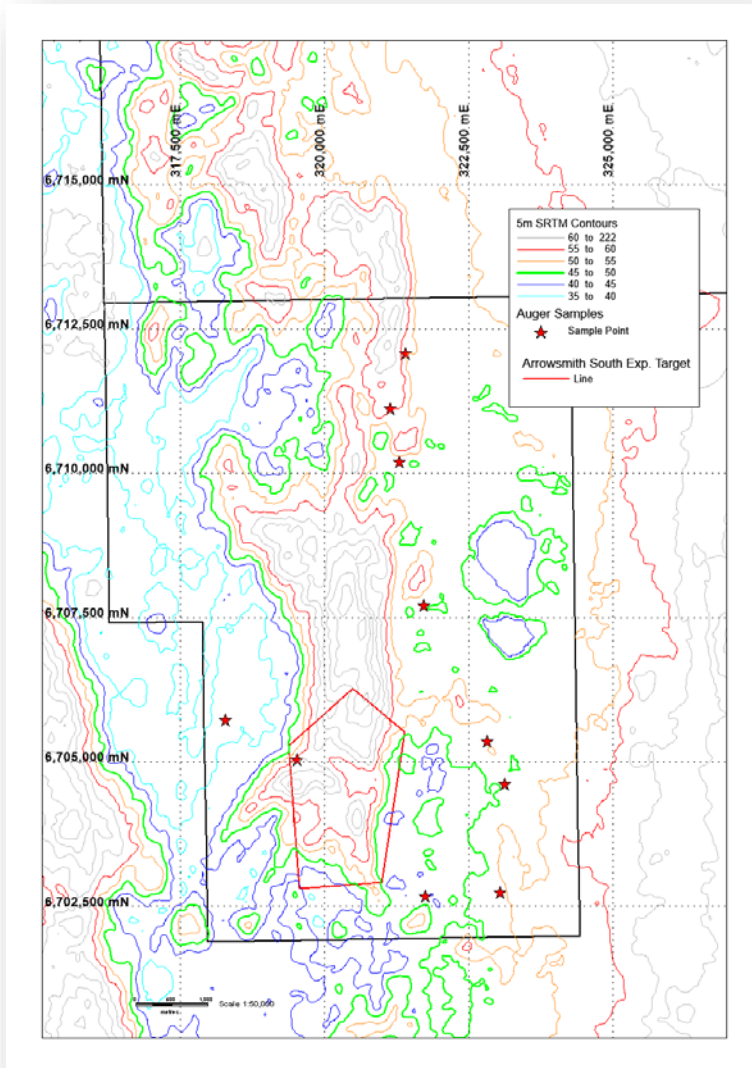 317,500 mE
320,000 mE
322,500 mE
325,000 mE
6,715,000 mN
5m SRTM Contours
60 to 222
55 to 60
50 to 55
45 to 50
40 to 45
35 to 40
Auger Samples
Sample Point
Arrowsmith South Exp. Target
Line
6,712,500 mN
6,710,000 mN
6,707,500 mN
6,705,000 mN
6,702,500 mN
Scale 1:50,000